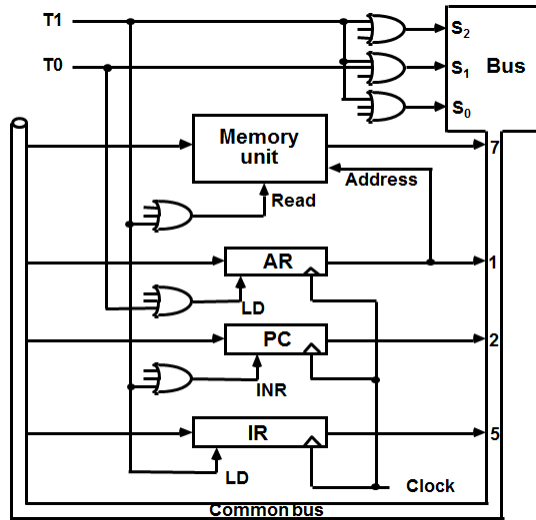 T1
S2
T0
S1
Bus
S0
Memory
unit
7
Address
Read
AR
1
LD
PC
2
INR
IR
5
LD
Clock
Common bus